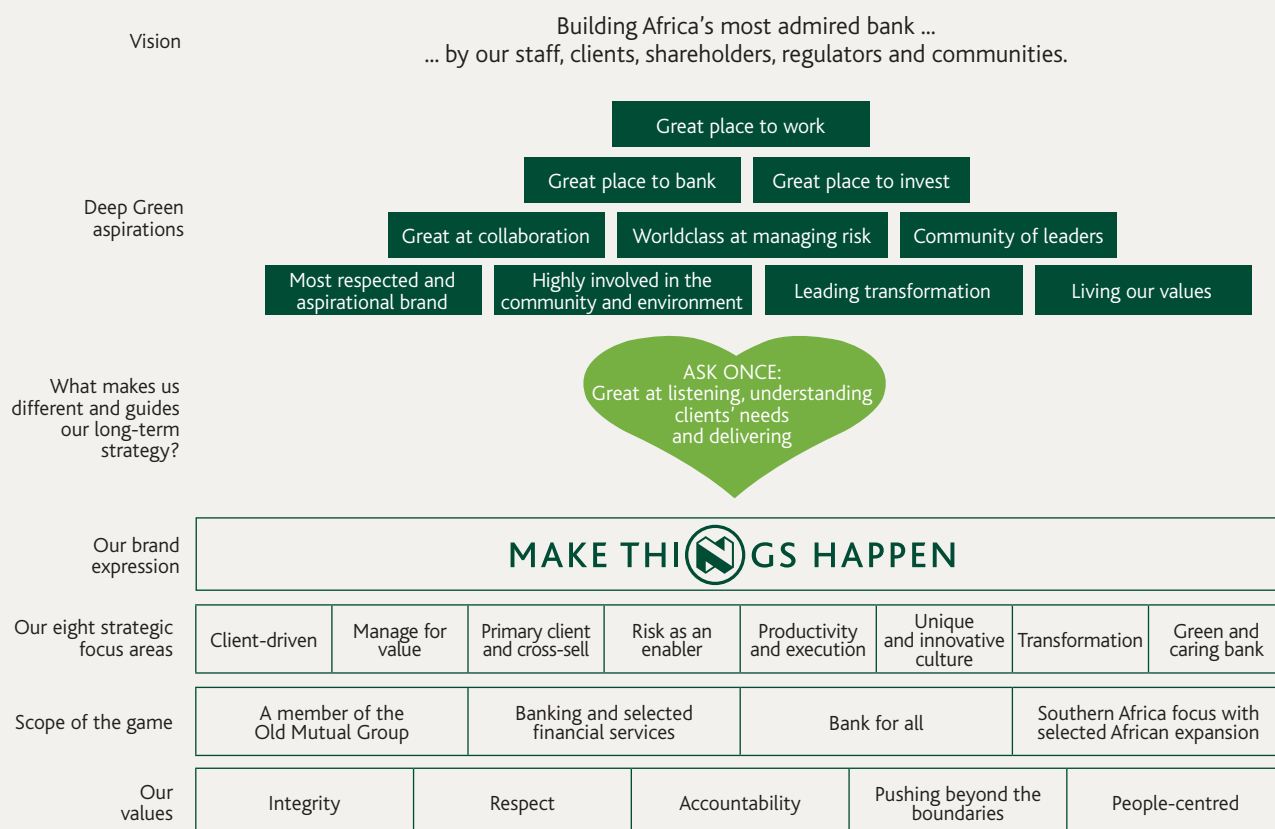 Vision
Building Africa's most admired bank ...
... by our staff, clients, shareholders, regulators and communities.
Deep Green
aspirations
Great place to work
Great place to bank
Great place to invest
Great at collaboration
Worldclass at managing risk
Community of leaders
Most respected and
aspirational brand
Highly involved in the
community and environment
Leading transformation
Living our values
What makes us
different and guides
our long-term
strategy?
ASK ONCE:
Great at listening, understanding
clients' needs
and delivering
Our brand
expression
MAKE THINGS HAPPEN
Our eight strategic
focus areas
Client-driven
Manage for
value
Primary client
and cross-sell
Risk as an
enabler
Productivity
and execution
Unique
and innovative
culture
Transformation
Green and
caring bank
Scope of the game
A member of the
Old Mutual Group
Banking and selected
financial services
Bank for all
Southern Africa focus with
selected African expansion
Our
values
Integrity
Respect
Accountability
Pushing beyond the
boundaries
People-centred